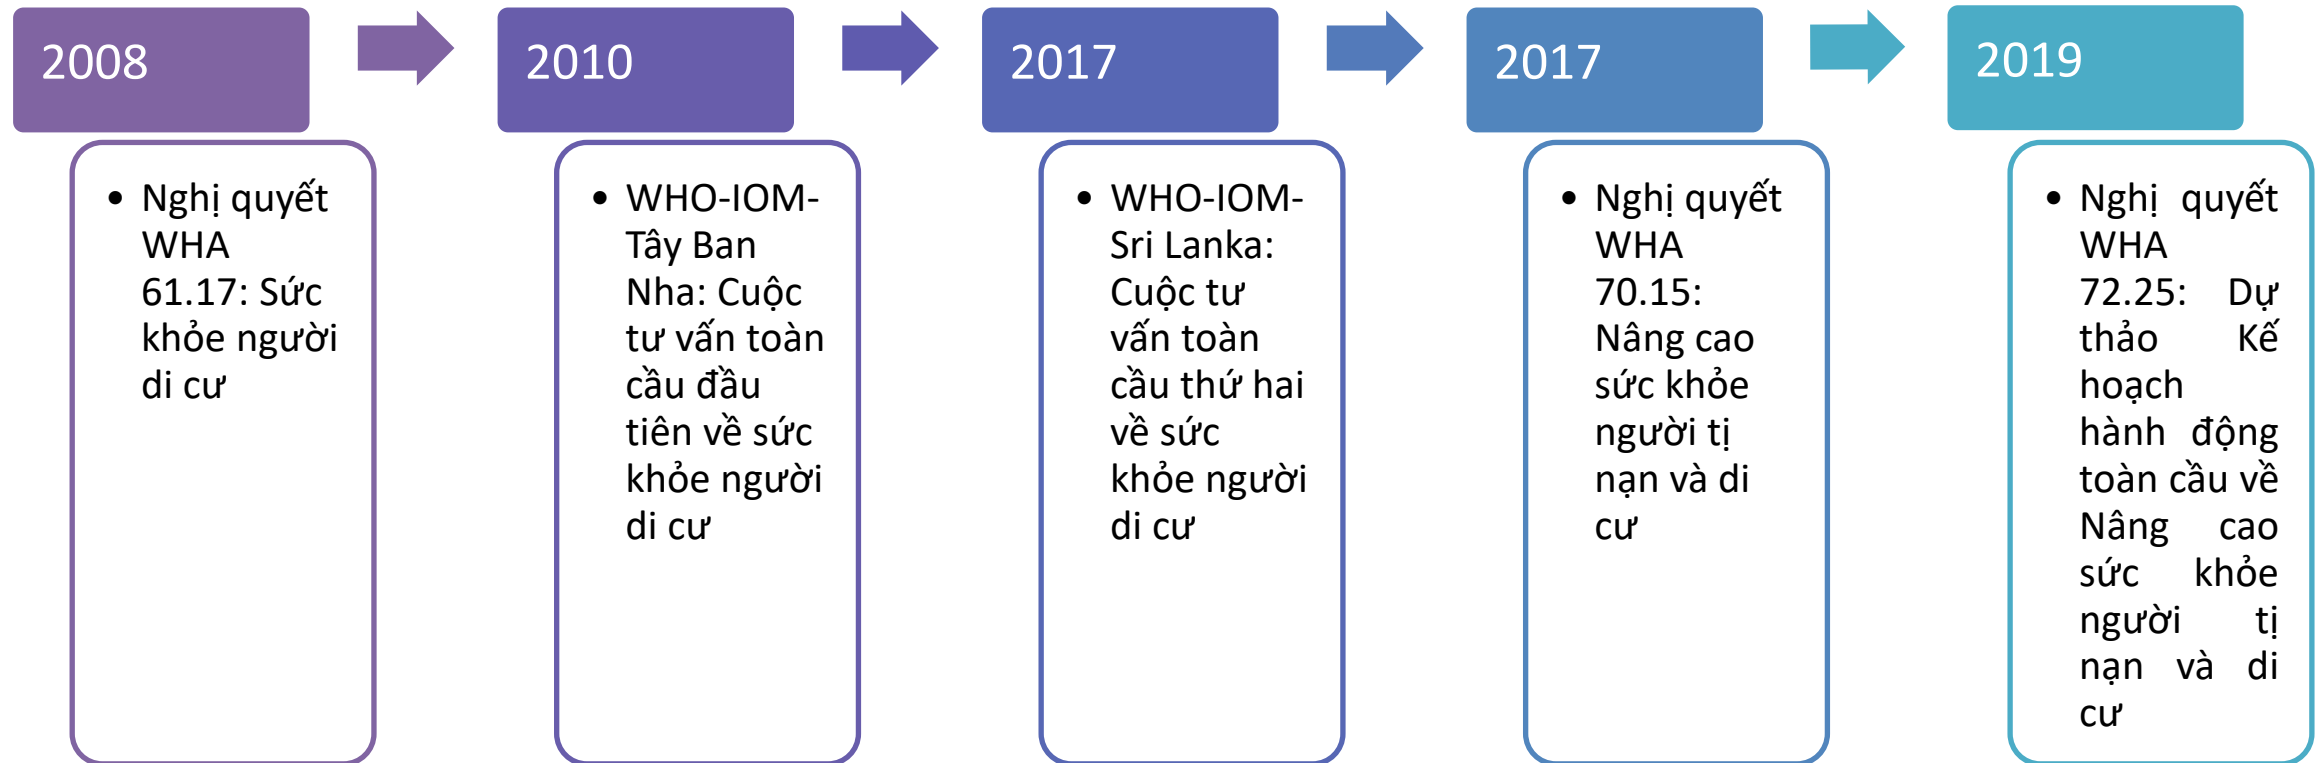 2008
Nghị quyết
WHA
61.17: Sức
khỏe người
di cư
2010
WHO-IOM-
Tây Ban
Nha: Cuộc
tư vấn toàn
cầu đầu
tiên về sức
khỏe người
di cư
2017
WHO-IOM-
Sri Lanka:
Cuộc tư
vấn toàn
cầu thứ hai
về sức
khỏe người
di cư
2017
Nghị quyết
WHA
70.15:
Nâng cao
sức khỏe
người tị
nạn và di
cư
2019
Nghị quyết
WHA
72.25: Dự
thảo Kế
hoạch
hành động
toàn cầu về
Nâng cao
sức khỏe
người tị
nạn và di
cư